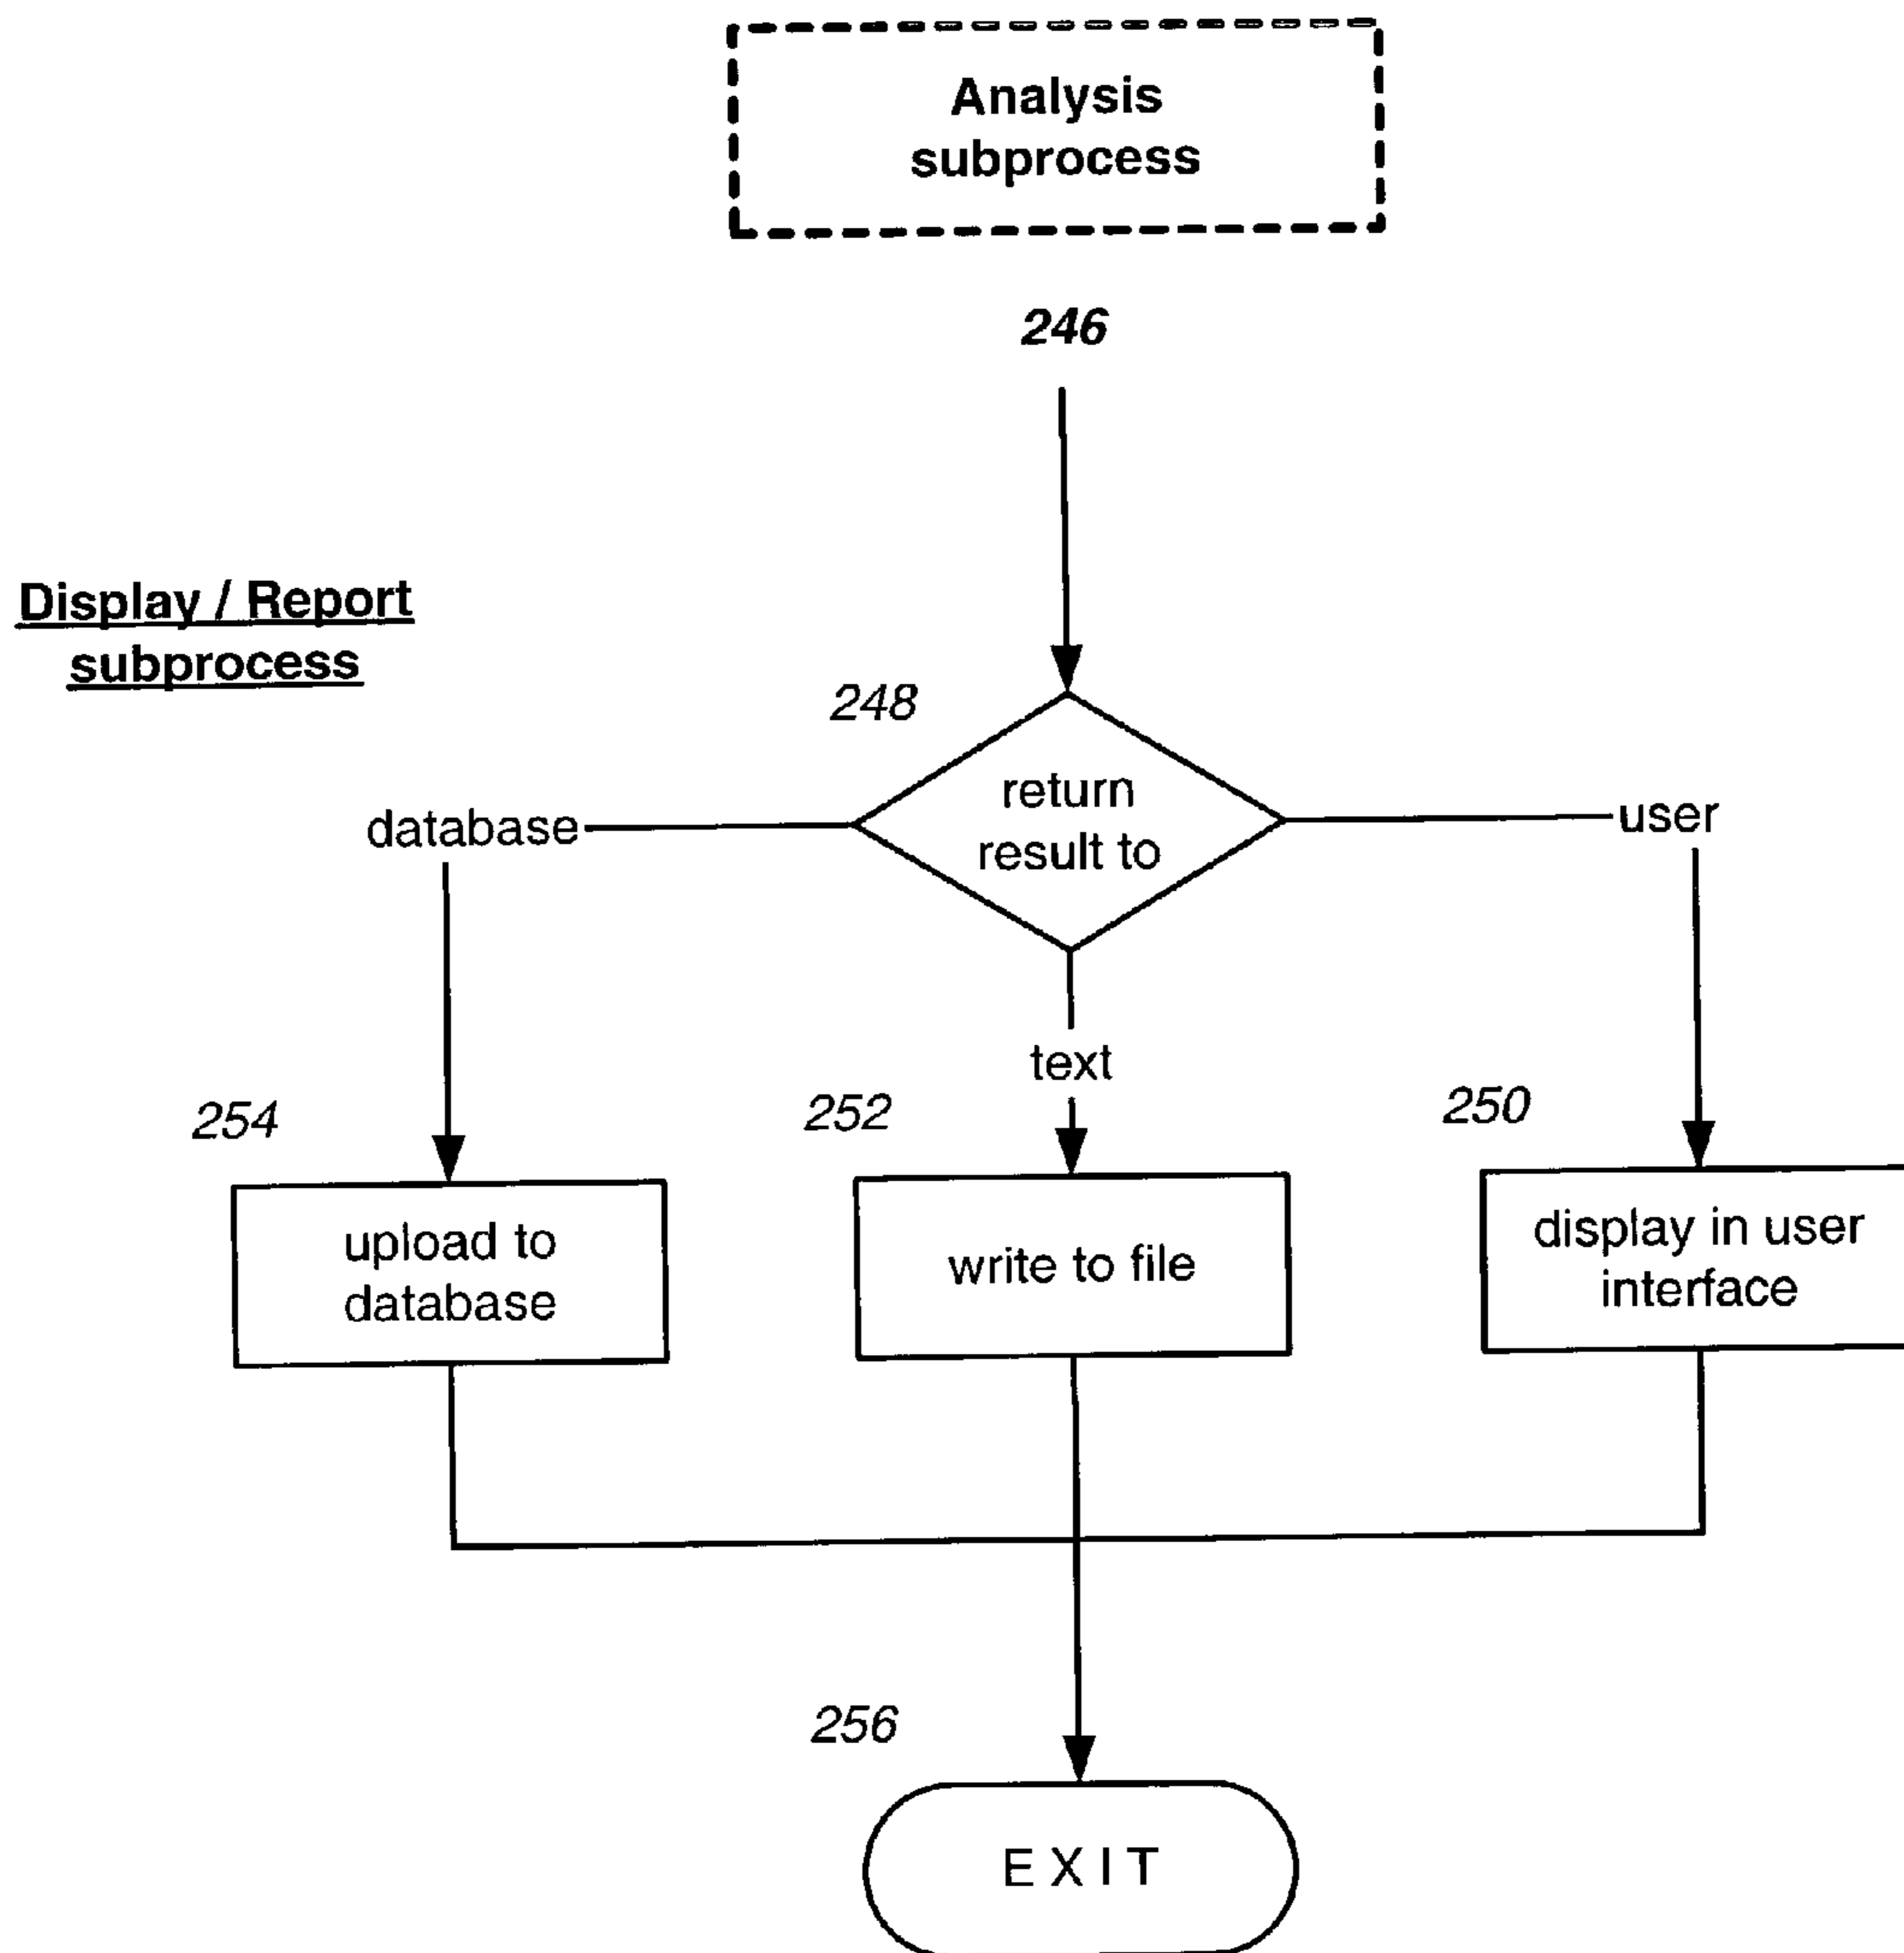 Analysis
subprocess
246
Display / Report
subprocess
248
return
result to
database
user
text
254
252
250
upload to
database
write to file
display in user
interface
256
EXIT